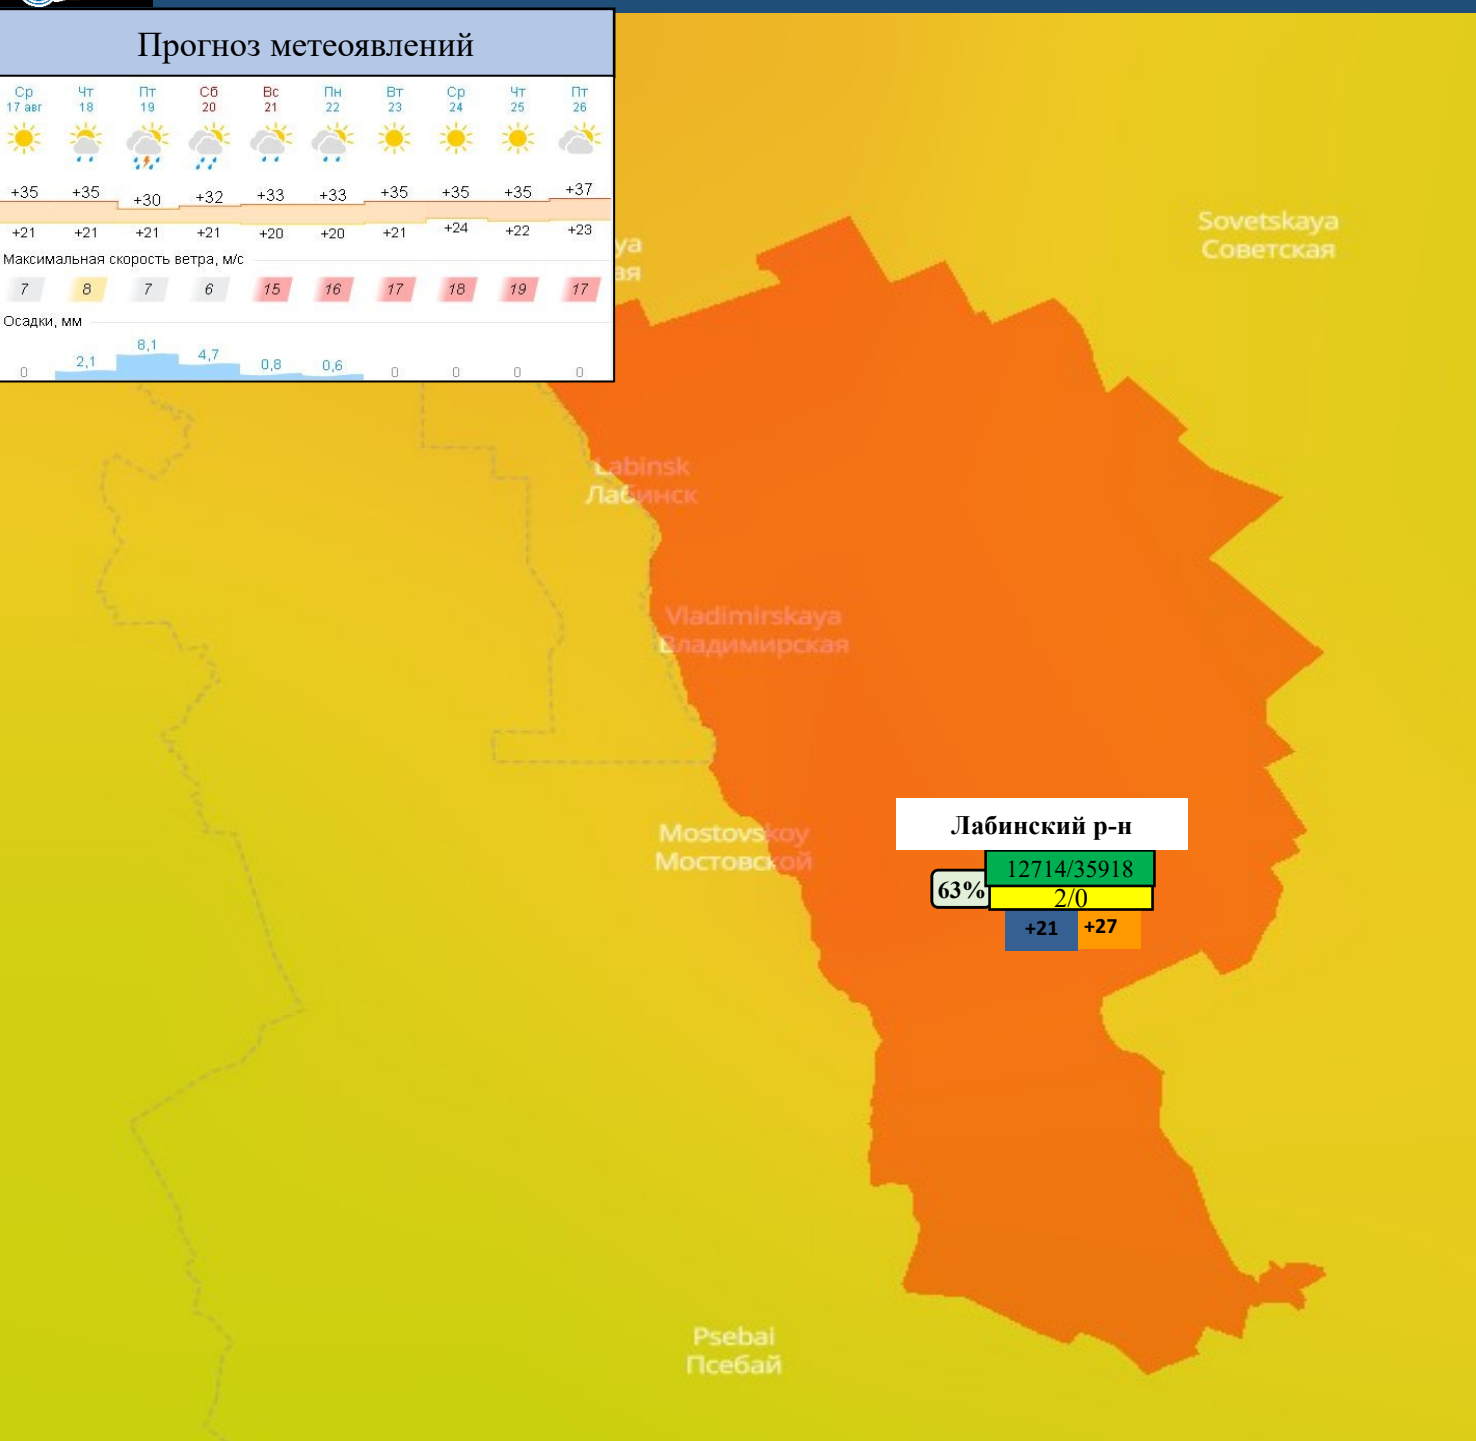 Прогноз метеоявлений
Ср Чт Пт Сб Вс Пн Вт Ср Чт Пт
17 авг 18 19 20 21 22 23 24 25 26
+35 +35 +30 +32 +33 +33 +35 +35 +35 +37
+21 +21 +21 +21 +20 +20 +21 +24 +22 +23
Максимальная скорость ветра, м/с
7 8 7 6 15 16 17 18 19 17
Осадки, мм
0 2,1 8,1 4,7 0,8 0,6 0 0 0 0
Sovetskaya
Советская
ya
ая
Labinsk
Лабинск
Vladimirskaya
Владимирская
Mostovskoy
Мостовской
Лабинский р-н
12714/35918
63% 2/0
+21 +27
Psebai
Псебай